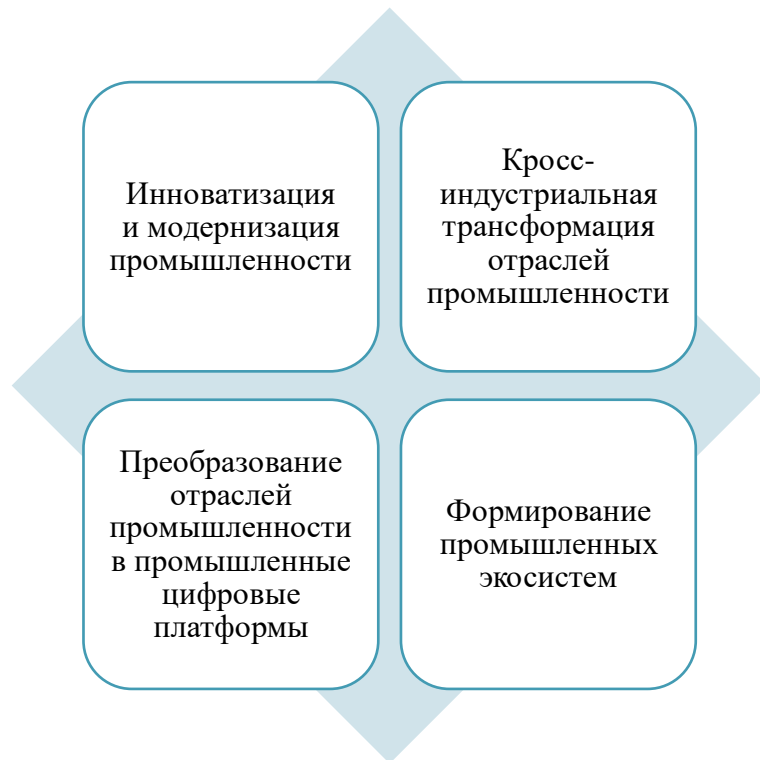 Инноватизация
и модернизация
промышленности
Кросс-
индустриальная
трансформация
отраслей
промышленности
Преобразование
отраслей
промышленности
в промышленные
цифровые
платформы
Формирование
промышленных
экосистем